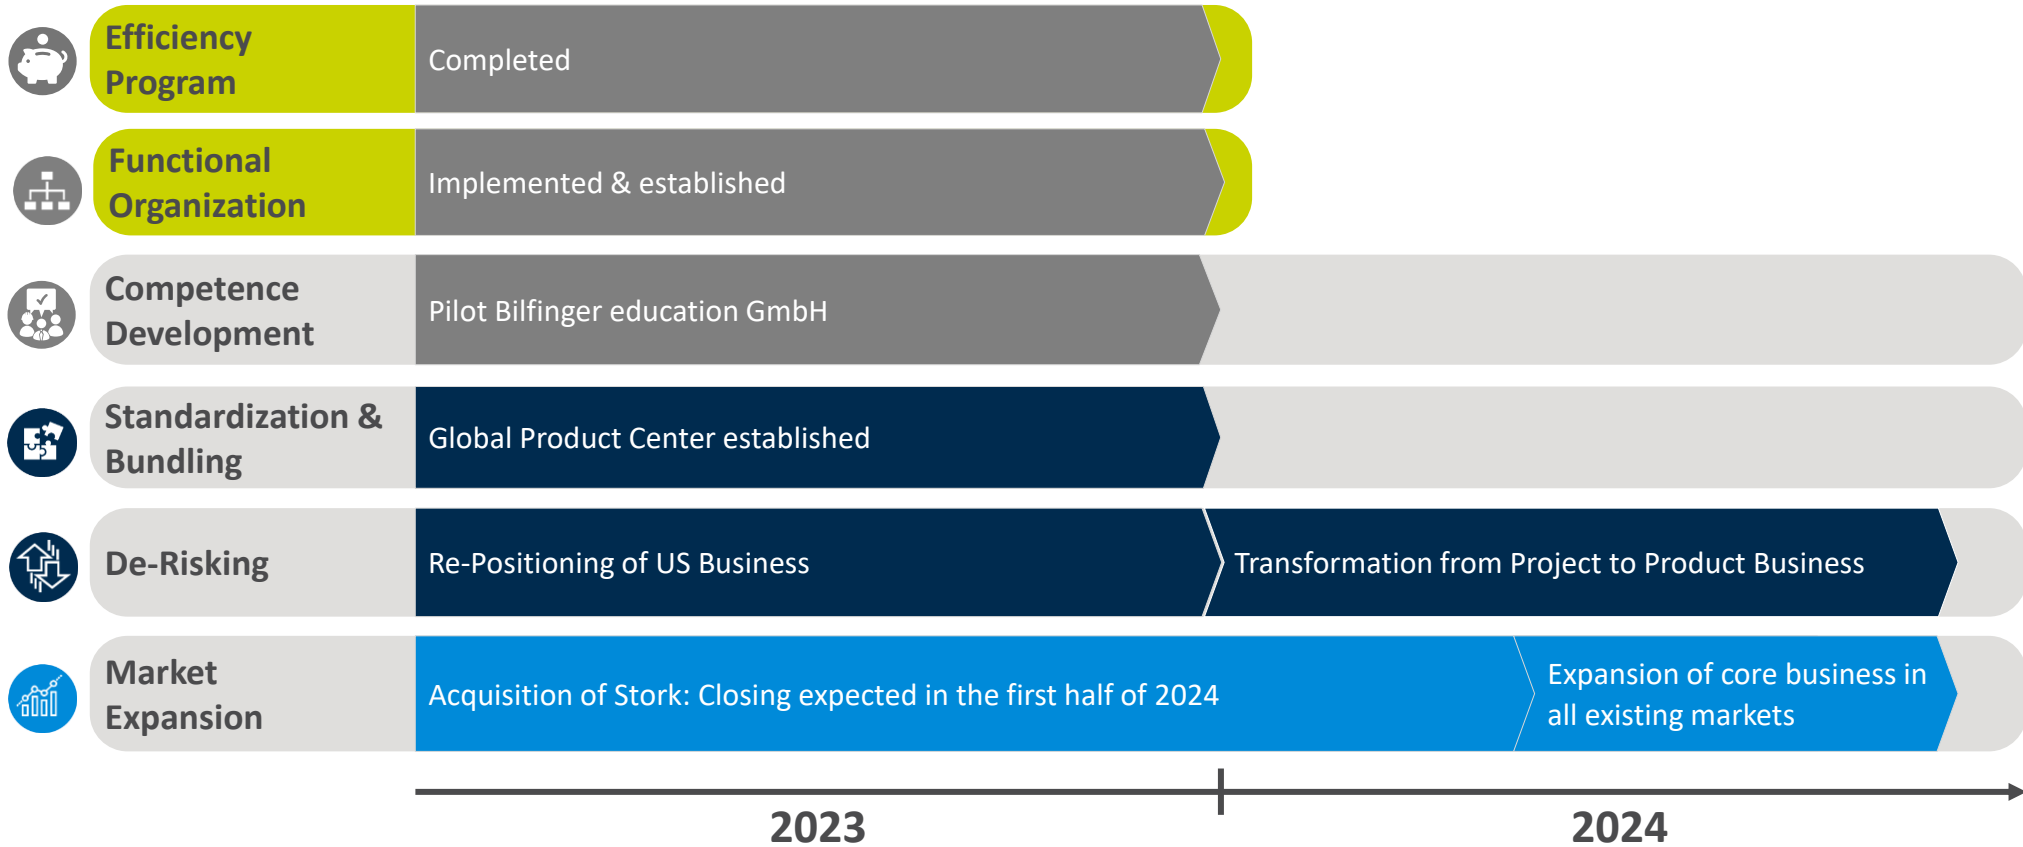 Efficiency
Program
Completed
Functional
Organization
Implemented & established
Competence
Development
Pilot Bilfinger education GmbH
Standardization &
Bundling
Global Product Center established
De-Risking
Re-Positioning of US Business
Transformation from Project to Product Business
Market
Expansion
Acquisition of Stork: Closing expected in the first half of 2024
Expansion of core business in
all existing markets
2023
2024